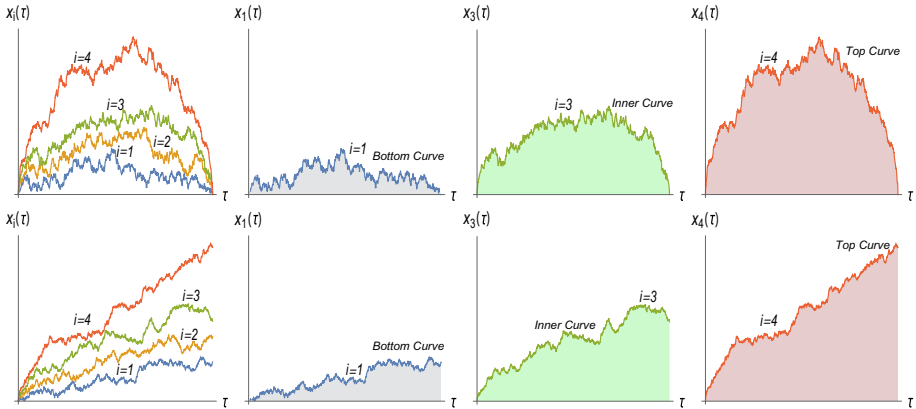 xᵢ(τ)
i=4
i=3
i=2
i=1
τ
x₁(τ)
i=1
Bottom Curve
τ
x₃(τ)
i=3
Inner Curve
τ
x₄(τ)
i=4
Top Curve
τ
xᵢ(τ)
i=4
i=3
i=2
i=1
τ
x₁(τ)
Bottom Curve
i=1
τ
x₃(τ)
i=3
Inner Curve
τ
x₄(τ)
Top Curve
i=4
τ